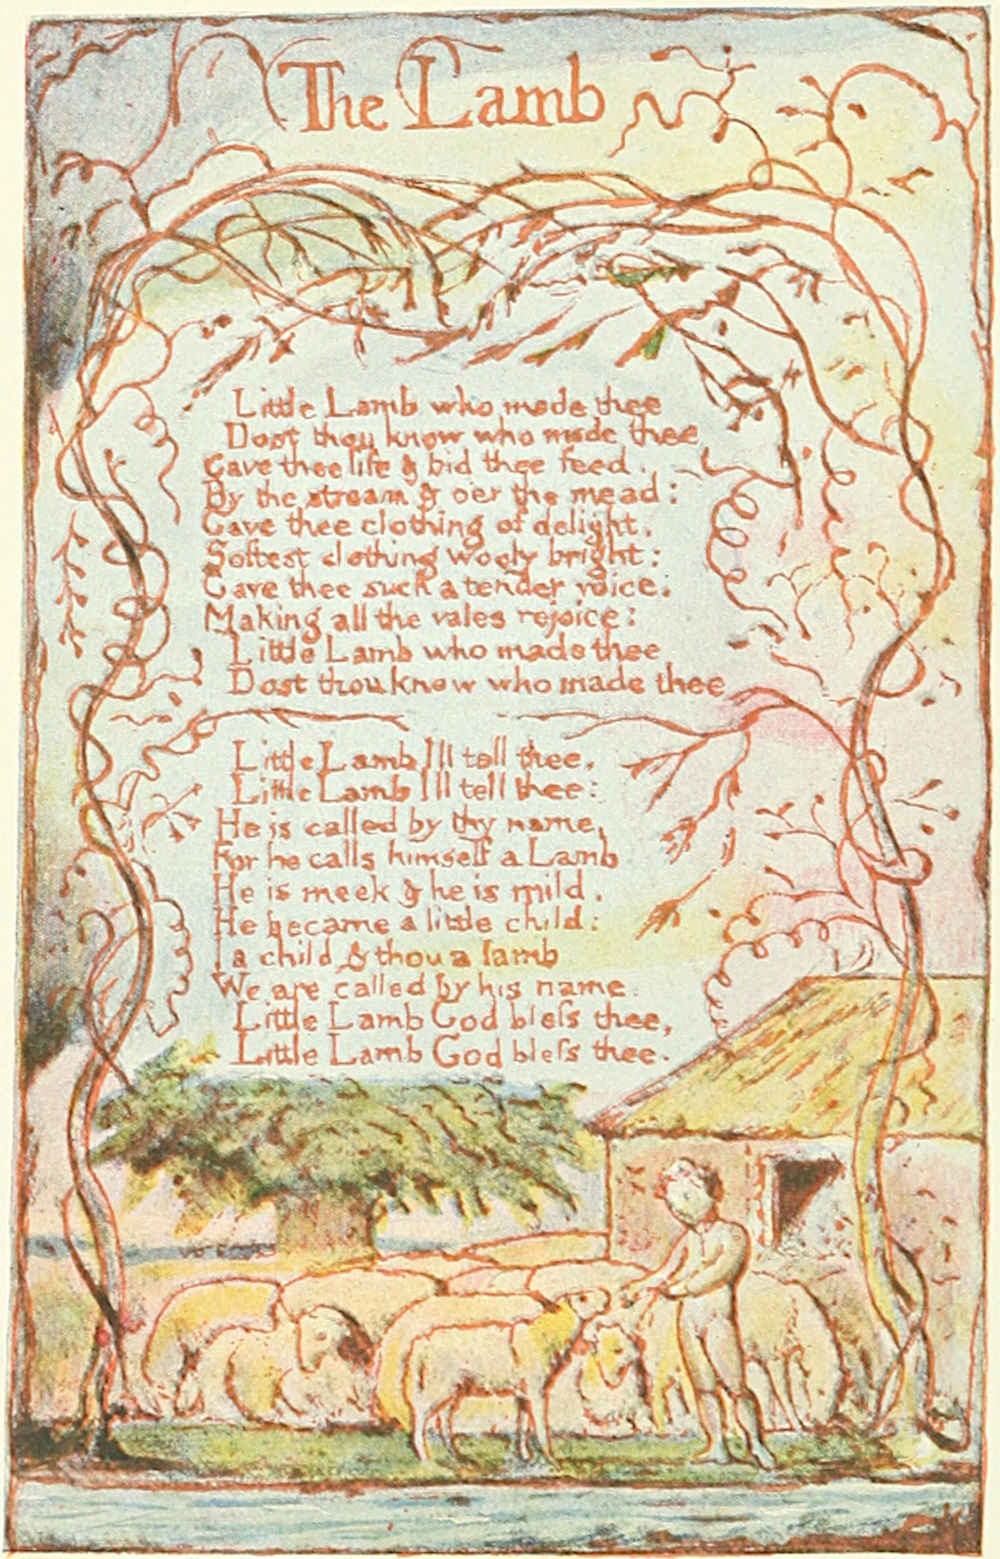 The Lamb
Little Lamb who made thee
Dost thou know who made thee
Gave thee life & bid thee feed.
By the stream & o'er the mead:
Gave thee clothing of delight,
Softest clothing wooly bright:
Gave thee such a tender voice,
Making all the vales rejoice:
Little Lamb who made thee
Dost thou know who made thee
Little Lamb Ill tell thee,
Little Lamb Ill tell thee:
He is called by thy name,
For he calls himself a Lamb
He is meek & he is mild,
He became a little child:
I a child & thou a lamb
We are called by his name.
Little Lamb God bleſs thee,
Little Lamb God bleſs thee.